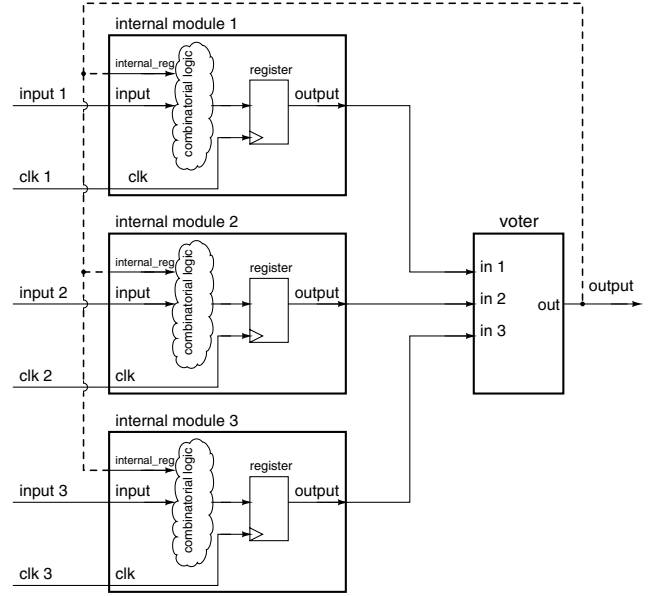 internal module 1
internal_reg
combinatorial logic
register
input 1
input
output
clk 1
clk
internal module 2
internal_reg
combinatorial logic
register
input 2
input
output
clk 2
clk
internal module 3
internal_reg
combinatorial logic
register
input 3
input
output
clk 3
clk
voter
in 1
in 2
in 3
out
output